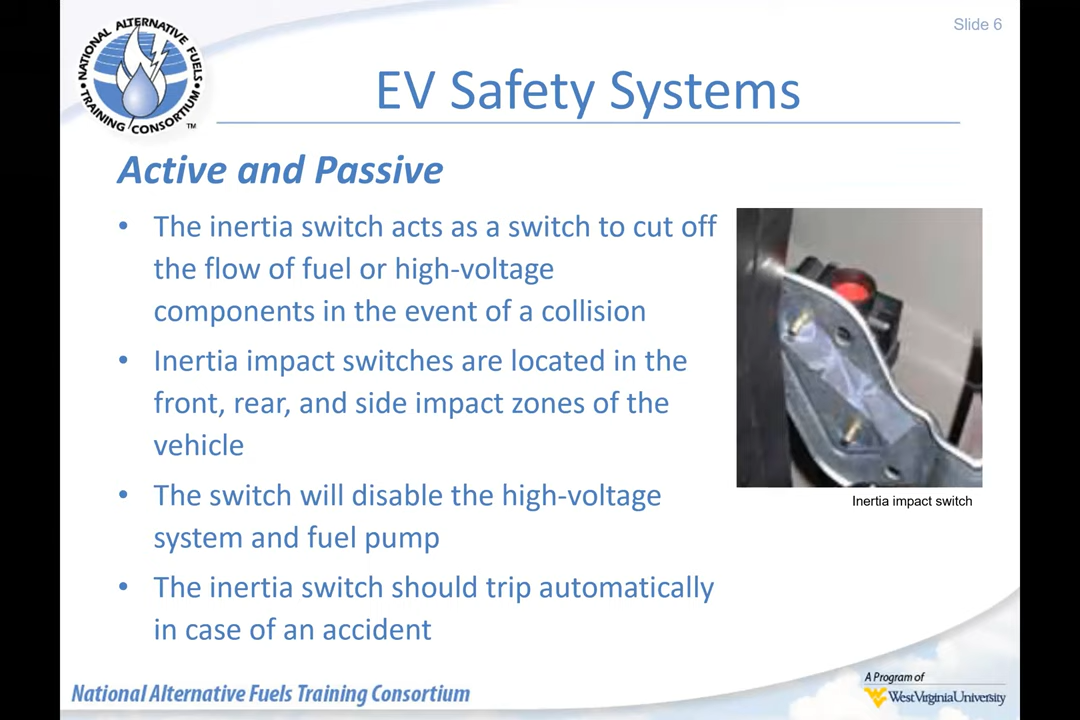 NATIONAL ALTERNATIVE FUELS
TRAINING CONSORTIUM
TM
Slide 6
EV Safety Systems
Active and Passive
• The inertia switch acts as a switch to cut off
the flow of fuel or high-voltage
components in the event of a collision
• Inertia impact switches are located in the
front, rear, and side impact zones of the
vehicle
• The switch will disable the high-voltage
system and fuel pump
• The inertia switch should trip automatically
in case of an accident
Inertia impact switch
National Alternative Fuels Training Consortium
A Program of
WestVirginiaUniversity